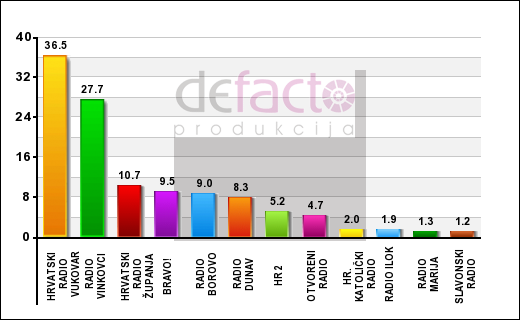 40
32
24
16
8
0
defacto
produkcija
36.5
27.7
10.7
9.5
9.0
8.3
5.2
4.7
2.0
1.9
1.3
1.2
HRVATSKI
RADIO
VUKOVAR
RADIO
VINKOVCI
HRVATSKI
RADIO
ŽUPANJA
BRAVO!
RADIO
BOROVO
RADIO
DUNAV
HR 2
OTVORENI
RADIO
HR.
KATOLIČKI
RADIO
RADIO ILOK
RADIO
MARIJA
SLAVONSKI
RADIO